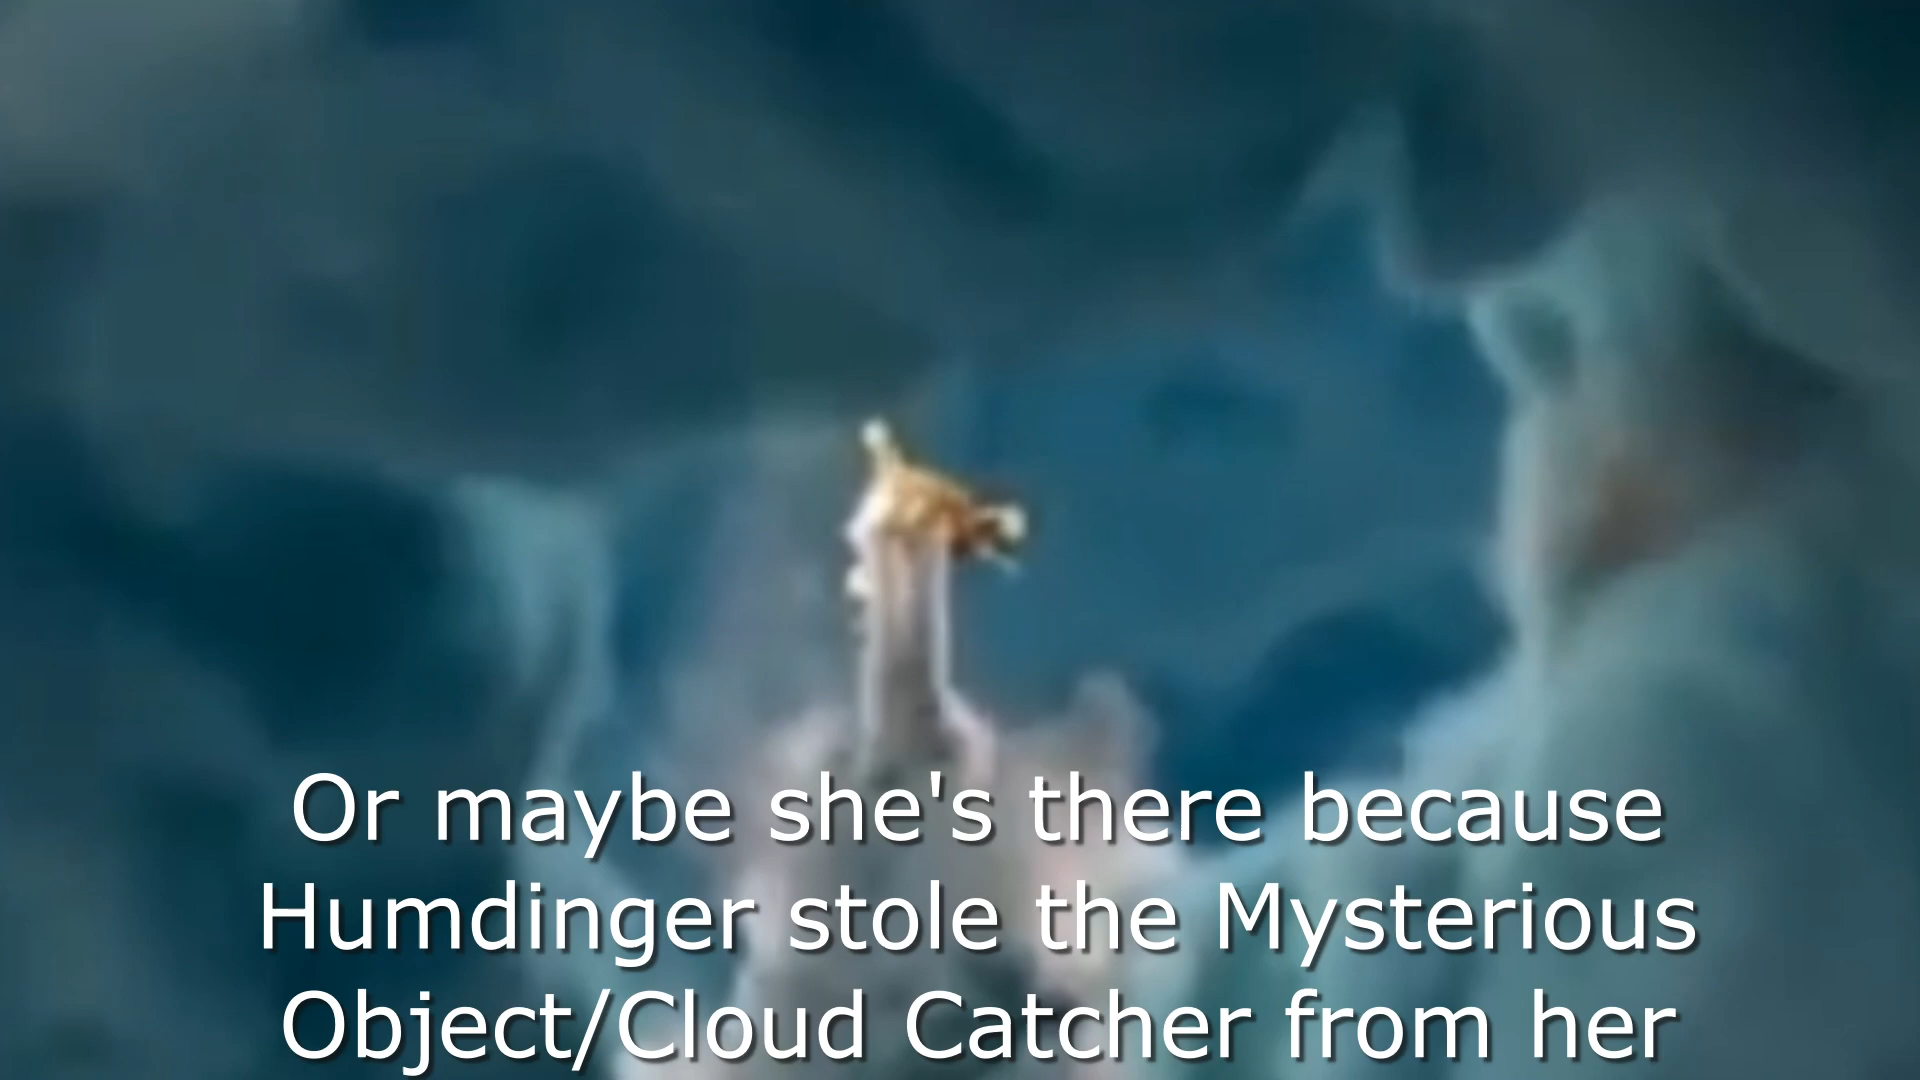 Or maybe she's there because
Humdinger stole the Mysterious
Object/Cloud Catcher from her